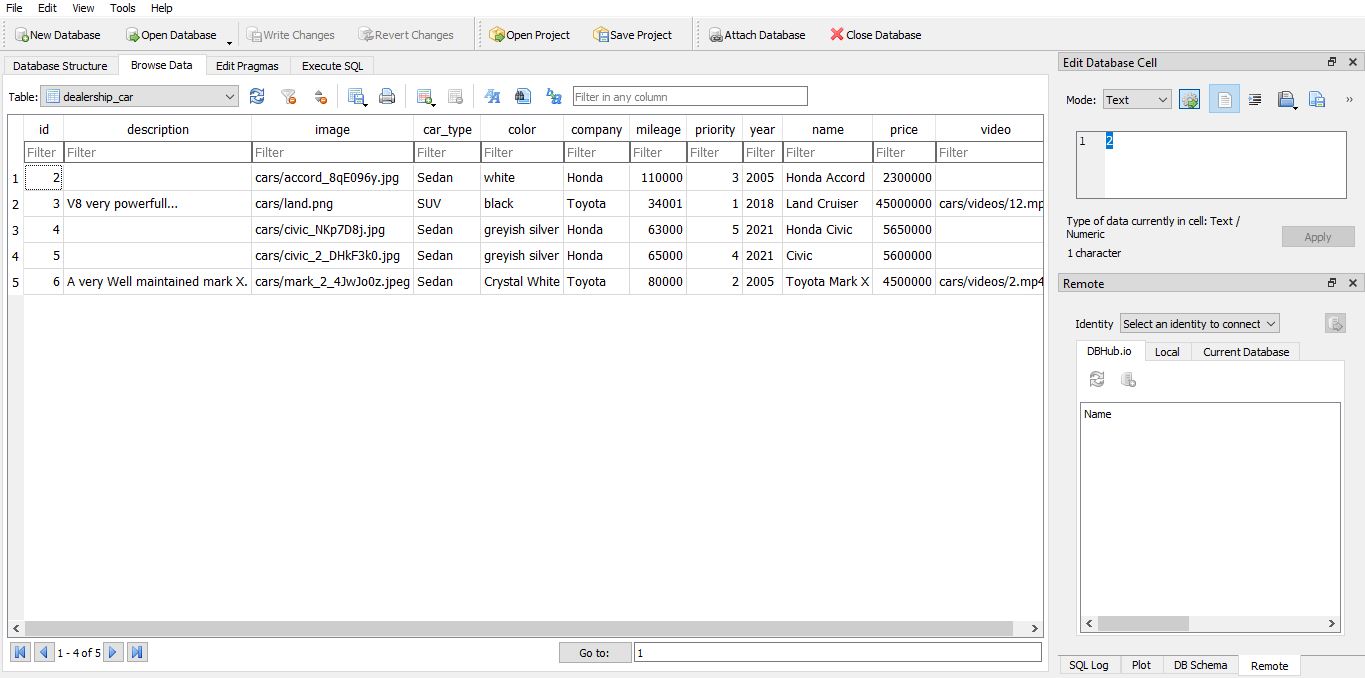 File Edit View Tools Help
New Database Open Database Write Changes Revert Changes Open Project Save Project Attach Database Close Database
Database Structure Browse Data Edit Pragmas Execute SQL
Table: dealership_car Filter in any column
id description image car_type color company mileage priority year name price video
Filter Filter Filter Filter Filter Filter Filter Filter Filter Filter Filter Filter
1 2 cars/accord_8qE096y.jpg Sedan white Honda 110000 3 2005 Honda Accord 2300000
2 3 V8 very powerfull... cars/land.png SUV black Toyota 34001 1 2018 Land Cruiser 45000000 cars/videos/12.mp
3 4 cars/civic_NKp7D8j.jpg Sedan greyish silver Honda 63000 5 2021 Honda Civic 5650000
4 5 cars/civic_2_DHkF3k0.jpg Sedan greyish silver Honda 65000 4 2021 Civic 5600000
5 6 A very Well maintained mark X. cars/mark_2_4JwJo0z.jpeg Sedan Crystal White Toyota 80000 2 2005 Toyota Mark X 4500000 cars/videos/2.mp4
1 - 4 of 5 Go to: 1
Edit Database Cell
Mode: Text
1 2
Type of data currently in cell: Text /
Numeric
Apply
1 character
Remote
Identity Select an identity to connect
DBHub.io Local Current Database
Name
SQL Log Plot DB Schema Remote